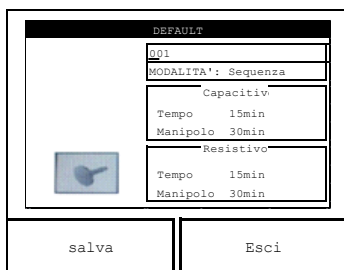 DEFAULT
001
MODALITA': Sequenza
Capacitivo
Tempo 15min
Manipolo 30min
Resistivo
Tempo 15min
Manipolo 30min
salva Esci